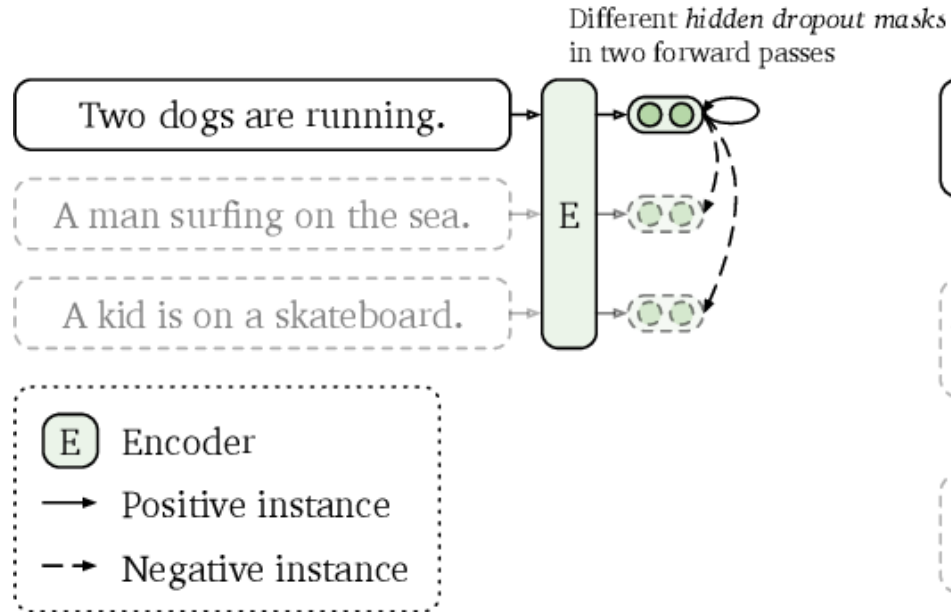 Different hidden dropout masks
in two forward passes
Two dogs are running.
A man surfing on the sea.
E
A kid is on a skateboard.
E Encoder
Positive instance
Negative instance